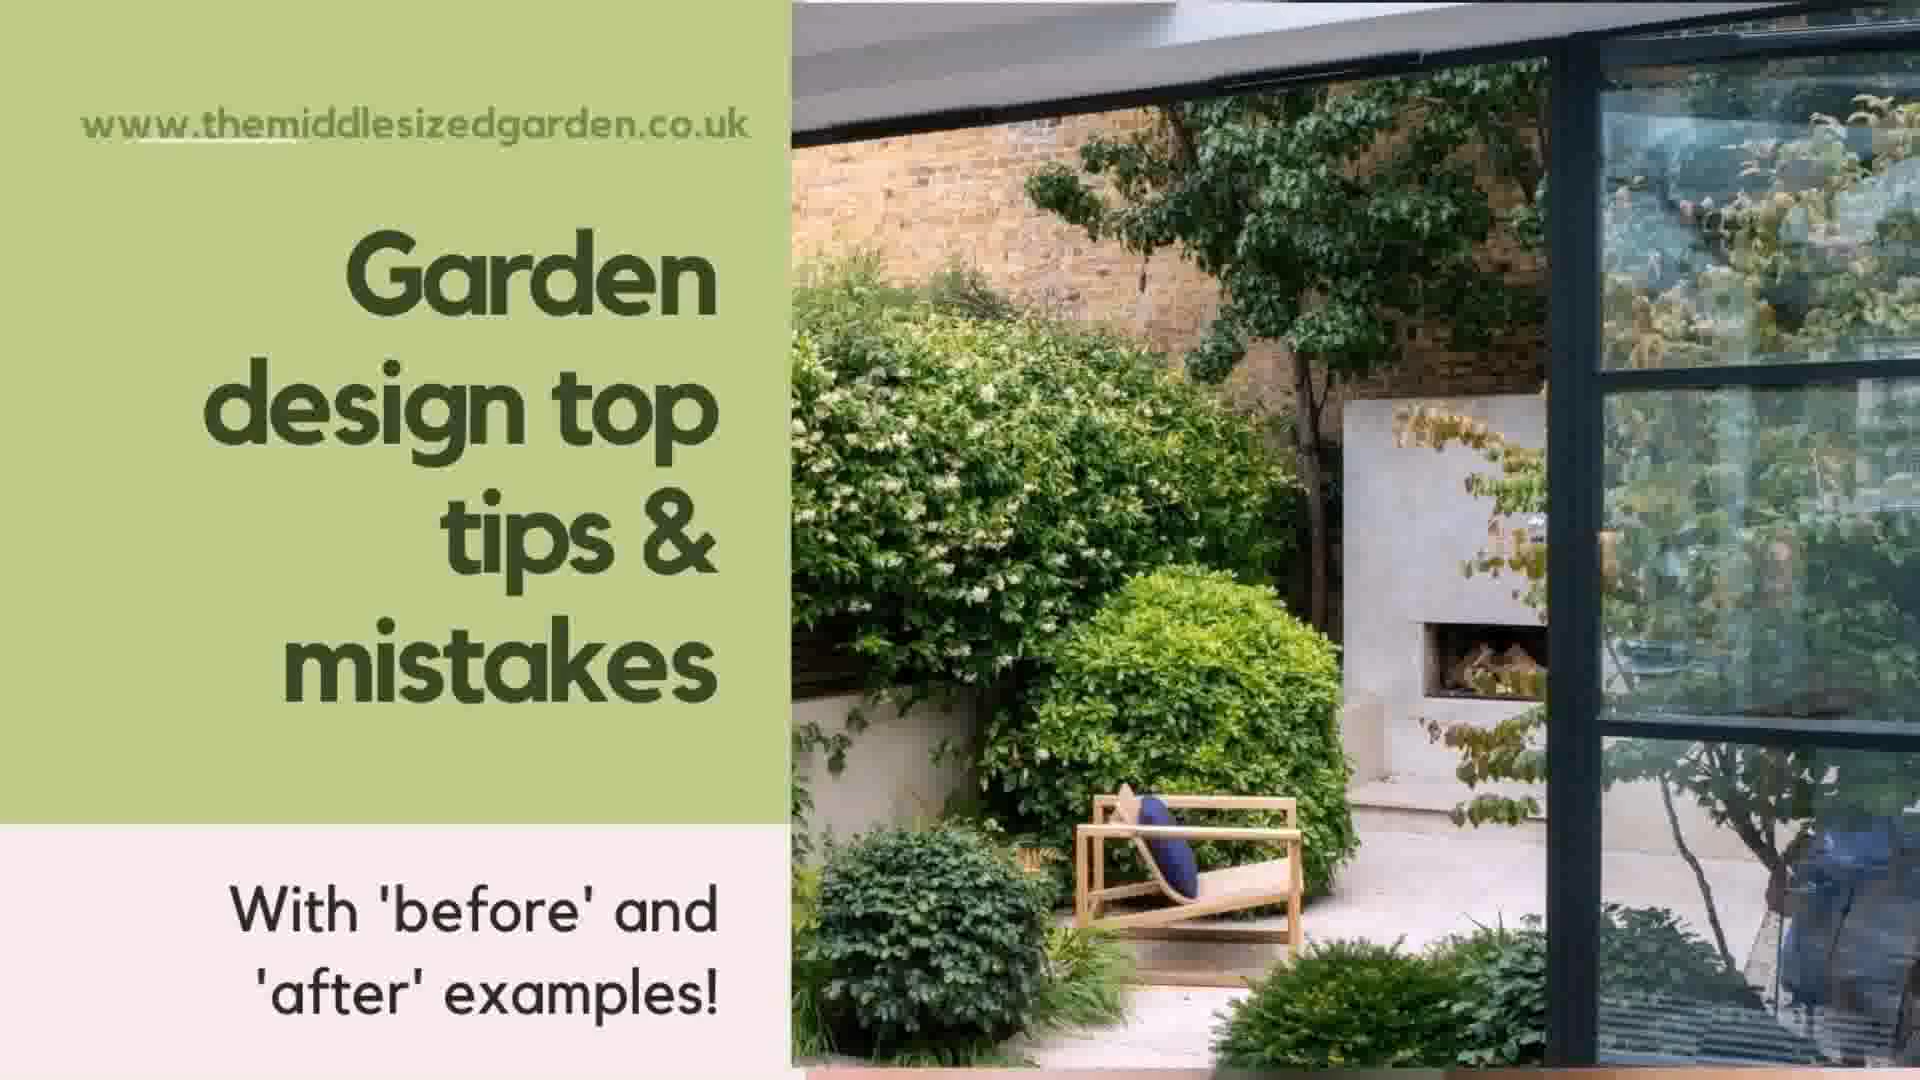 www.themiddlesizedgarden.co.uk
Garden
design top
tips &
mistakes
With 'before' and
'after' examples!